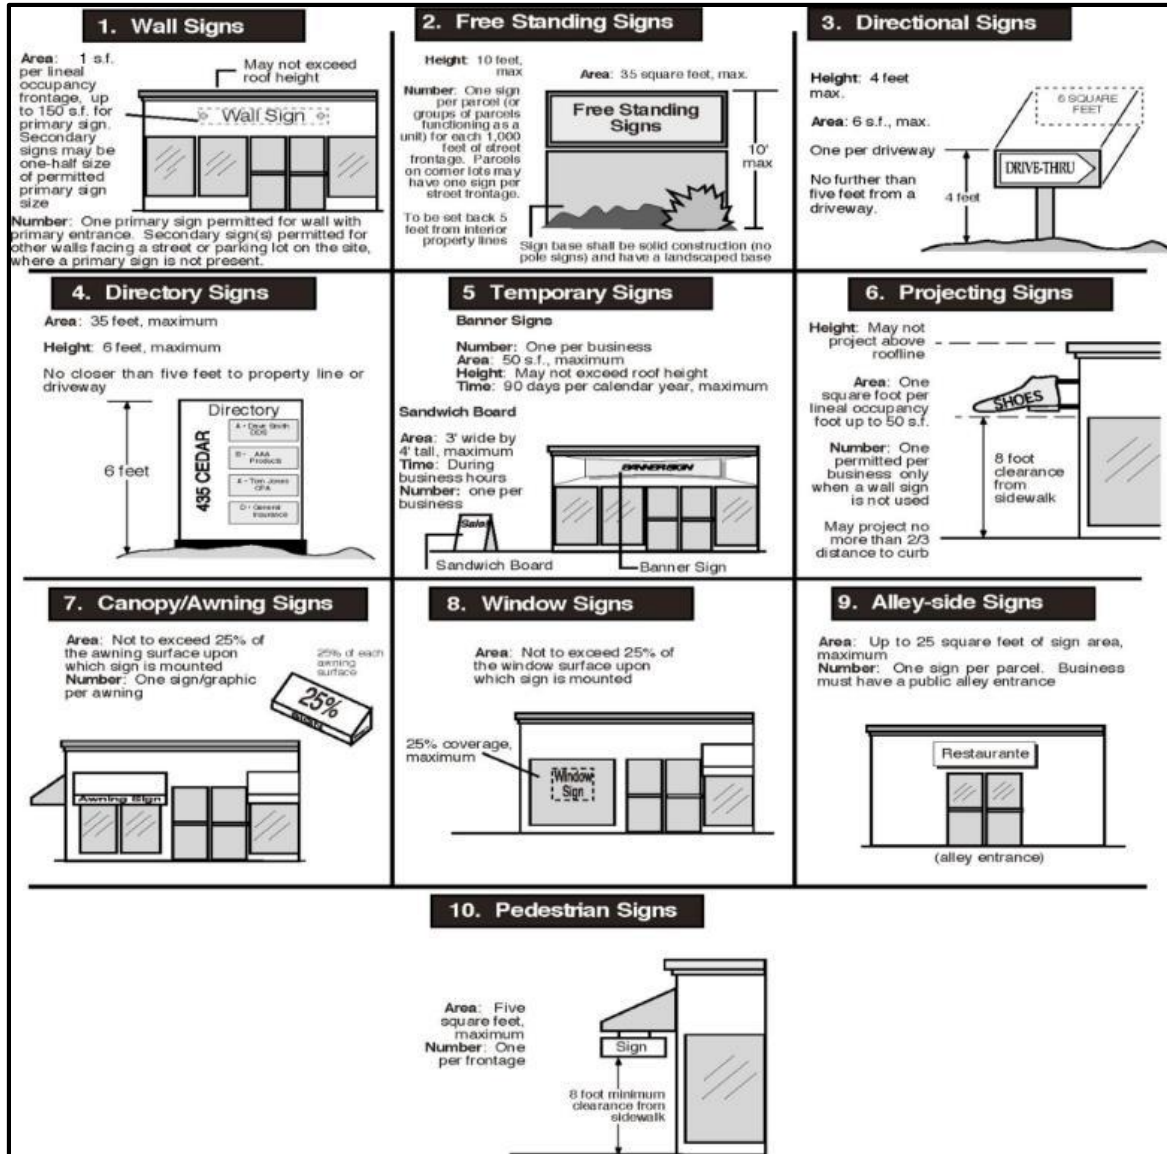 1. Wall Signs
Area: 1 s.f.
per lineal
occupancy
frontage, up
to 150 s.f. for
primary sign.
Secondary
signs may be
one-half size
of permitted
primary sign
size
May not exceed
roof height
Wall Sign
Number: One primary sign permitted for wall with
primary entrance. Secondary sign(s) permitted for
other walls facing a street or parking lot on the site,
where a primary sign is not present.
2. Free Standing Signs
Height: 10 feet,
max
Area: 35 square feet, max.
Number: One sign
per parcel (or
groups of parcels
functioning as a
unit) for each 1,000
feet of street
frontage. Parcels
on corner lots may
have one sign per
street frontage.
To be set back 5
feet from interior
property lines
Free Standing
Signs
10'
max
Sign base shall be solid construction (no
pole signs) and have a landscaped base
3. Directional Signs
Height: 4 feet
max.
Area: 6 s.f., max.
One per driveway
No further than
five feet from a
driveway.
6 SQUARE
FEET
DRIVE-THRU
4 feet
4. Directory Signs
Area: 35 feet, maximum
Height: 6 feet, maximum
No closer than five feet to property line or
driveway
6 feet
435 CEDAR
Directory
A - Dave Smith
DDS
B - AAA
Products
A - Tom Jones
CPA
D - General
Insurance
5 Temporary Signs
Banner Signs
Number: One per business
Area: 50 s.f., maximum
Height: May not exceed roof height
Time: 90 days per calendar year, maximum
Sandwich Board
Area: 3' wide by
4' tall, maximum
Time: During
business hours
Number: one per
business
BANNER SIGN
Sale!
Sandwich Board
Banner Sign
6. Projecting Signs
Height: May not
project above
roofline
Area: One
square foot per
lineal occupancy
foot up to 50 s.f.
Number: One
permitted per
business only
when a wall sign
is not used
May project no
more than 2/3
distance to curb
SHOES
8 foot
clearance
from
sidewalk
7. Canopy/Awning Signs
Area: Not to exceed 25% of
the awning surface upon
which sign is mounted
Number: One sign/graphic
per awning
25% of each
awning
surface
25%
Awning Sign
8. Window Signs
Area: Not to exceed 25% of
the window surface upon
which sign is mounted
25% coverage,
maximum
Window
Sign
9. Alley-side Signs
Area: Up to 25 square feet of sign area,
maximum
Number: One sign per parcel. Business
must have a public alley entrance
Restaurante
(alley entrance)
10. Pedestrian Signs
Area: Five
square feet,
maximum
Number: One
per frontage
Sign
8 foot minimum
clearance from
sidewalk